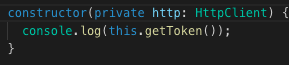 constructor(private http: HttpClient) {
console.log(this.getToken());
}